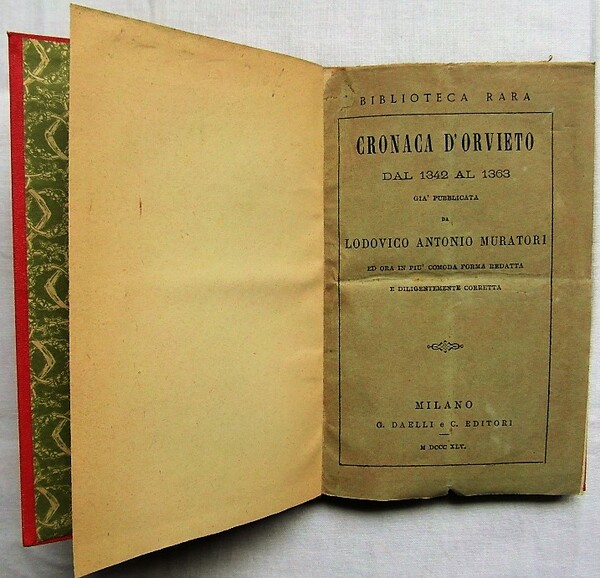 BIBLIOTECA RARA
CRONACA D'ORVIETO
DAL 1342 AL 1363
GIA' PUBBLICATA
DA
LODOVICO ANTONIO MURATORI
ED ORA IN PIU' COMODA FORMA REDATTA
E DILIGENTEMENTE CORRETTA
MILANO
G. DAELLI e C. EDITORI
M DCCC XLV.